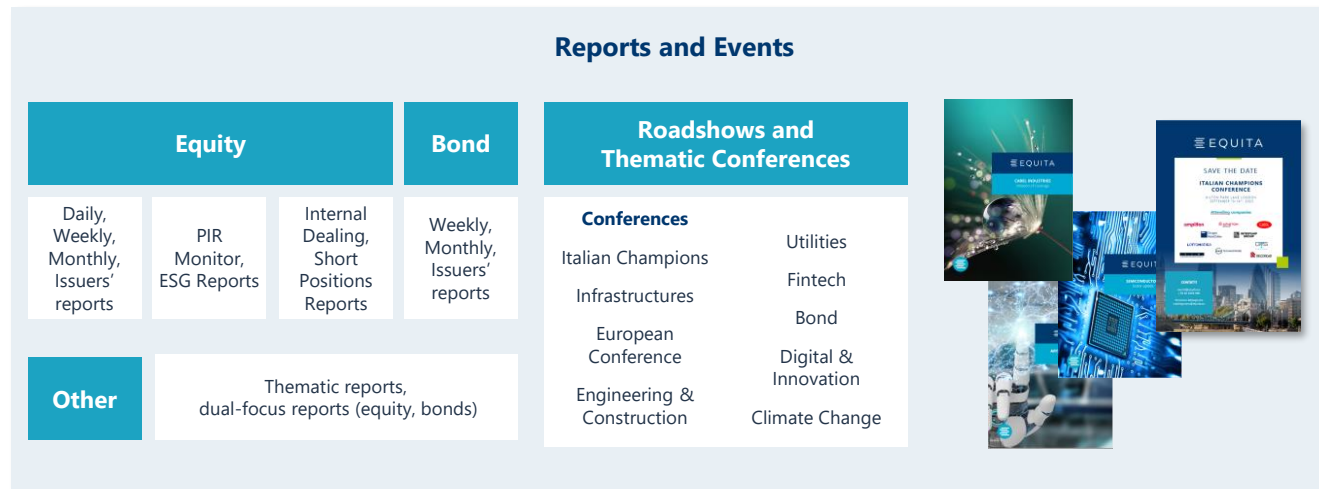 Reports and Events
Equity
Bond
Roadshows and
Thematic Conferences
Daily,
Weekly,
Monthly,
Issuers’
reports
PIR
Monitor,
ESG Reports
Internal
Dealing,
Short
Positions
Reports
Weekly,
Monthly,
Issuers’
reports
Other
Thematic reports,
dual-focus reports (equity, bonds)
Conferences
Italian Champions
Infrastructures
European
Conference
Engineering &
Construction
Utilities
Fintech
Bond
Digital &
Innovation
Climate Change
EQUITA
CAREL INDUSTRIES
EQUITA
EQUITA
SAVE THE DATE
ITALIAN CHAMPIONS
CONFERENCE